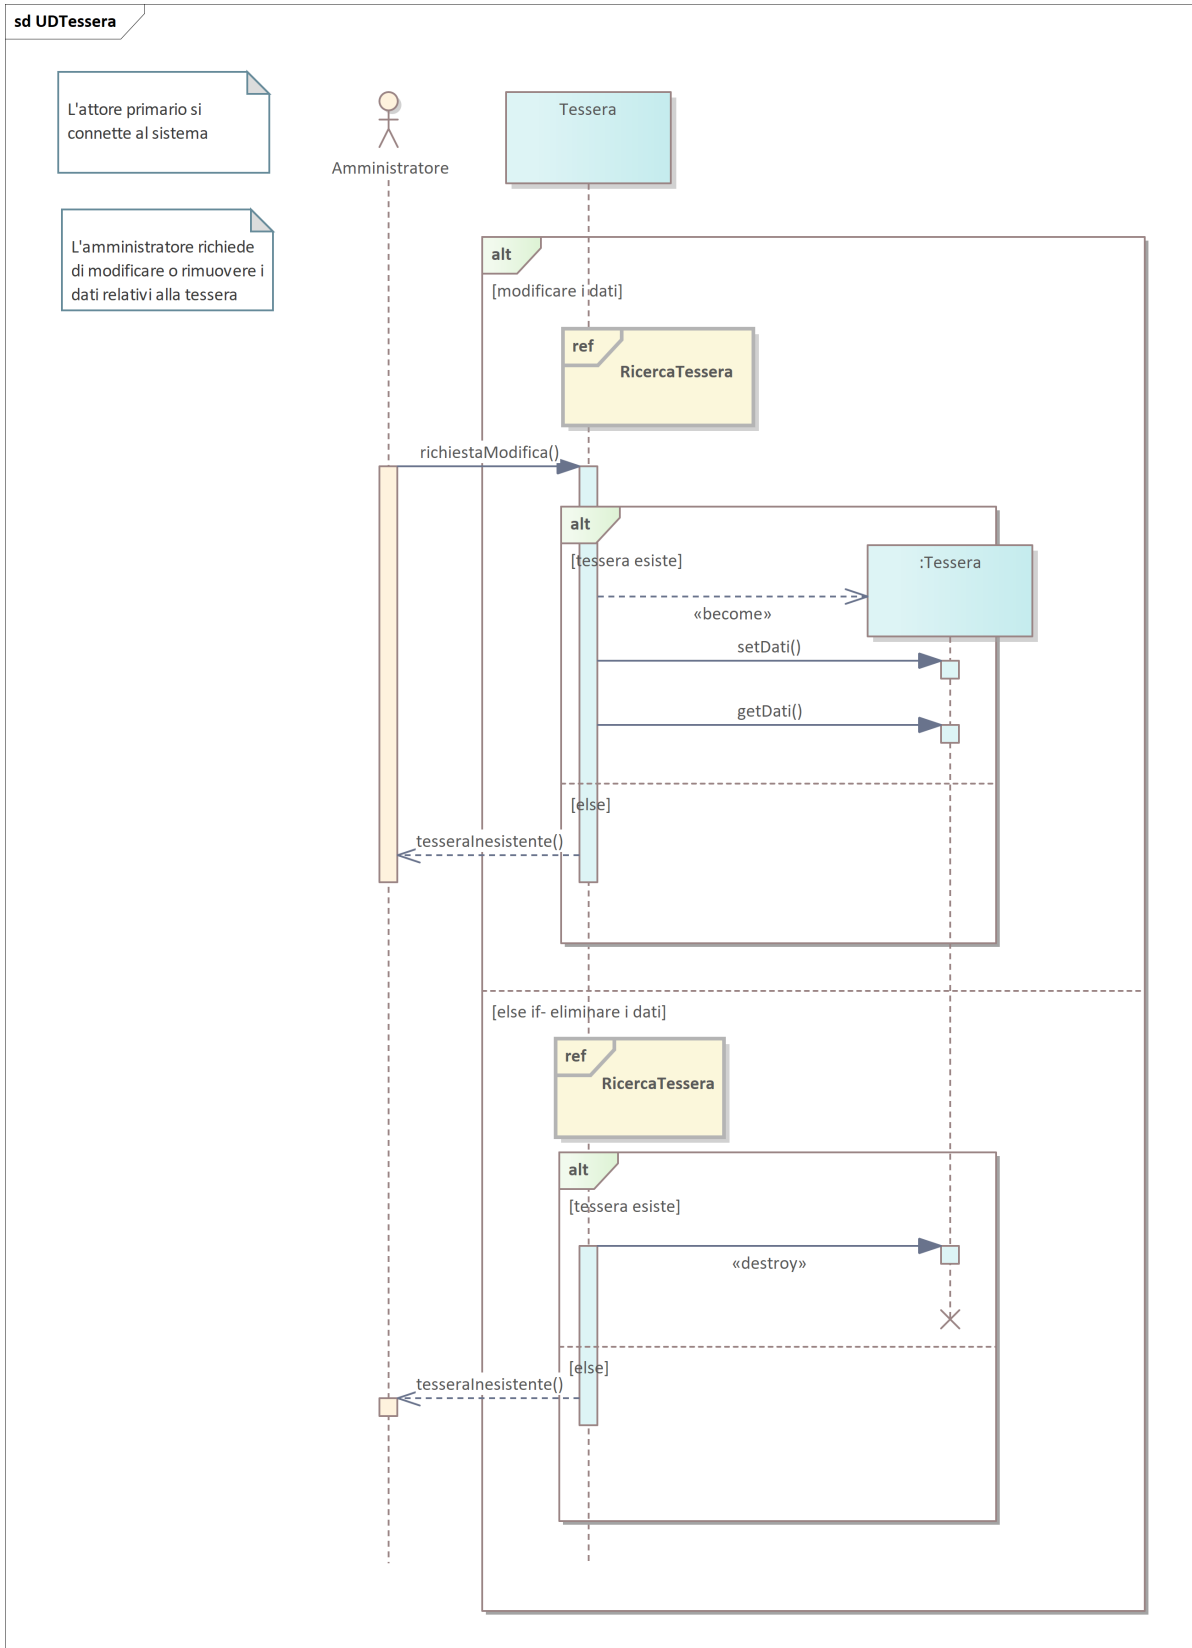 sd UDTessera
L'attore primario si
connette al sistema
Amministratore
Tessera
L'amministratore richiede
di modificare o rimuovere i
dati relativi alla tessera
alt
[modificare i dati]
ref
RicercaTessera
richiestaModifica()
alt
[tessera esiste]
:Tessera
«become»
setDati()
getDati()
[else]
tesseraInesistente()
[else if- eliminare i dati]
ref
RicercaTessera
alt
[tessera esiste]
«destroy»
[else]
tesseraInesistente()